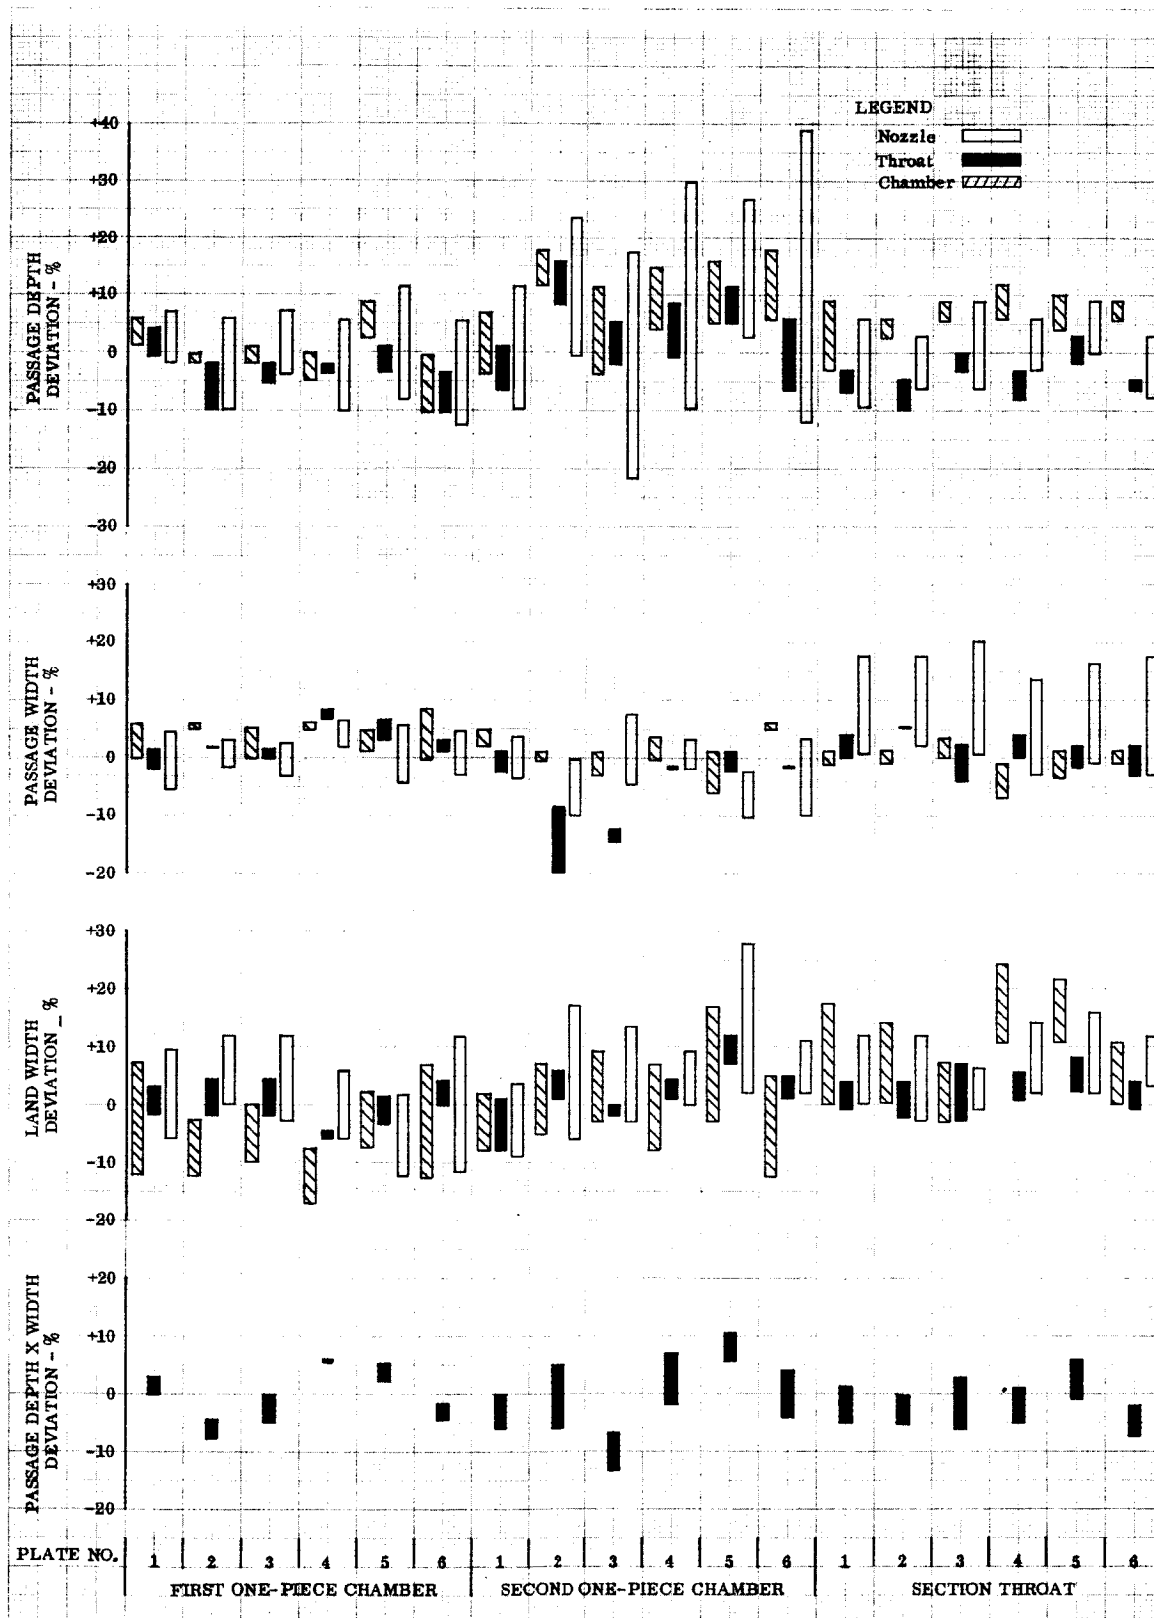 LEGEND
Nozzle
Throat
Chamber
PASSAGE DEPTH
DEVIATION - %
+40
+30
+20
+10
0
-10
-20
-30
PASSAGE WIDTH
DEVIATION - %
+30
+20
+10
0
-10
-20
LAND WIDTH
DEVIATION _ %
+30
+20
+10
0
-10
-20
PASSAGE DEPTH X WIDTH
DEVIATION - %
+20
+10
0
-10
-20
PLATE NO. 1 2 3 4 5 6 1 2 3 4 5 6 1 2 3 4 5 6
FIRST ONE-PIECE CHAMBER SECOND ONE-PIECE CHAMBER SECTION THROAT